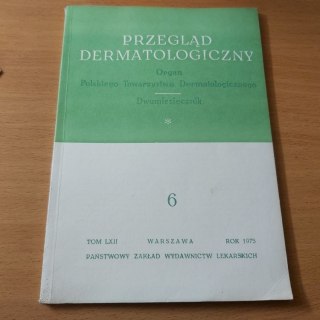 PRZEGLĄD
DERMATOLOGICZNY
Organ
Polskiego Towarzystwa Dermatologicznego
Dwumiesięcznik
*
6
TOM LXII WARSZAWA ROK 1975
PAŃSTWOWY ZAKŁAD WYDAWNICTW LEKARSKICH